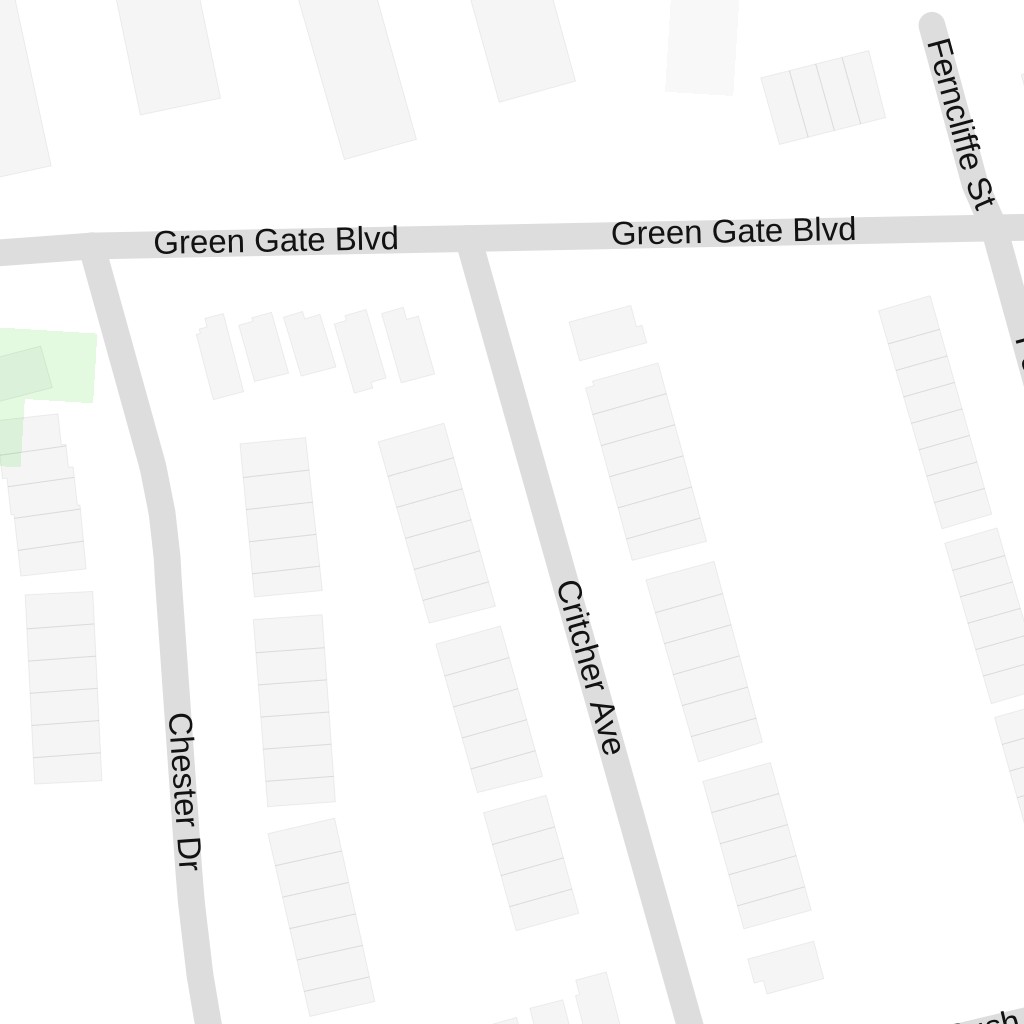 Ferncliffe St
Green Gate Blvd
Green Gate Blvd
Critcher Ave
Chester Dr